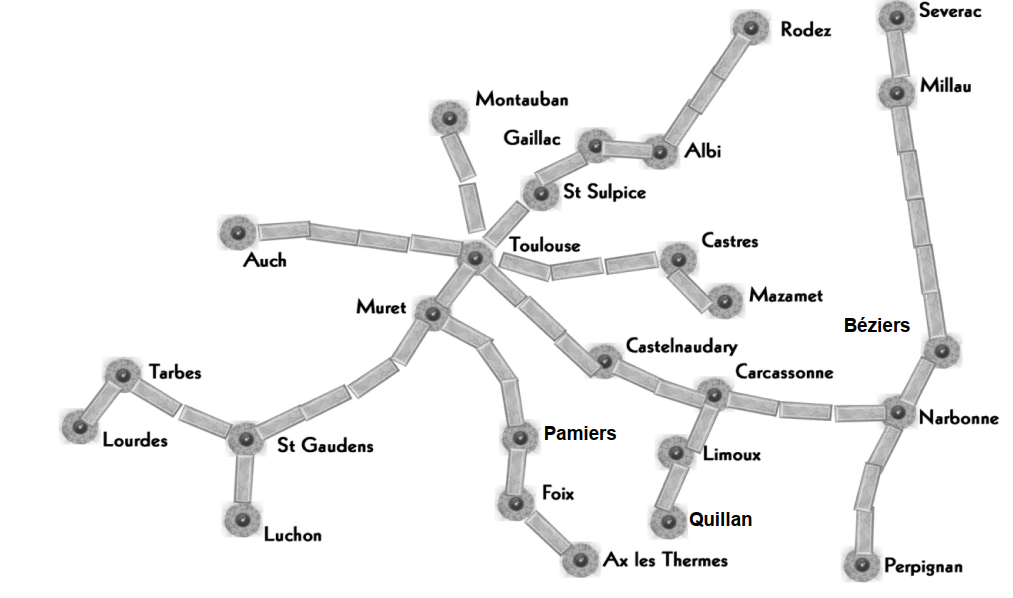 Severac
Rodez
Millau
Montauban
Gaillac
Albi
St Sulpice
Toulouse
Castres
Auch
Mazamet
Muret
Béziers
Castelnaudary
Tarbes
Carcassonne
Narbonne
Lourdes
Pamiers
St Gaudens
Limoux
Foix
Quillan
Luchon
Ax les Thermes
Perpignan